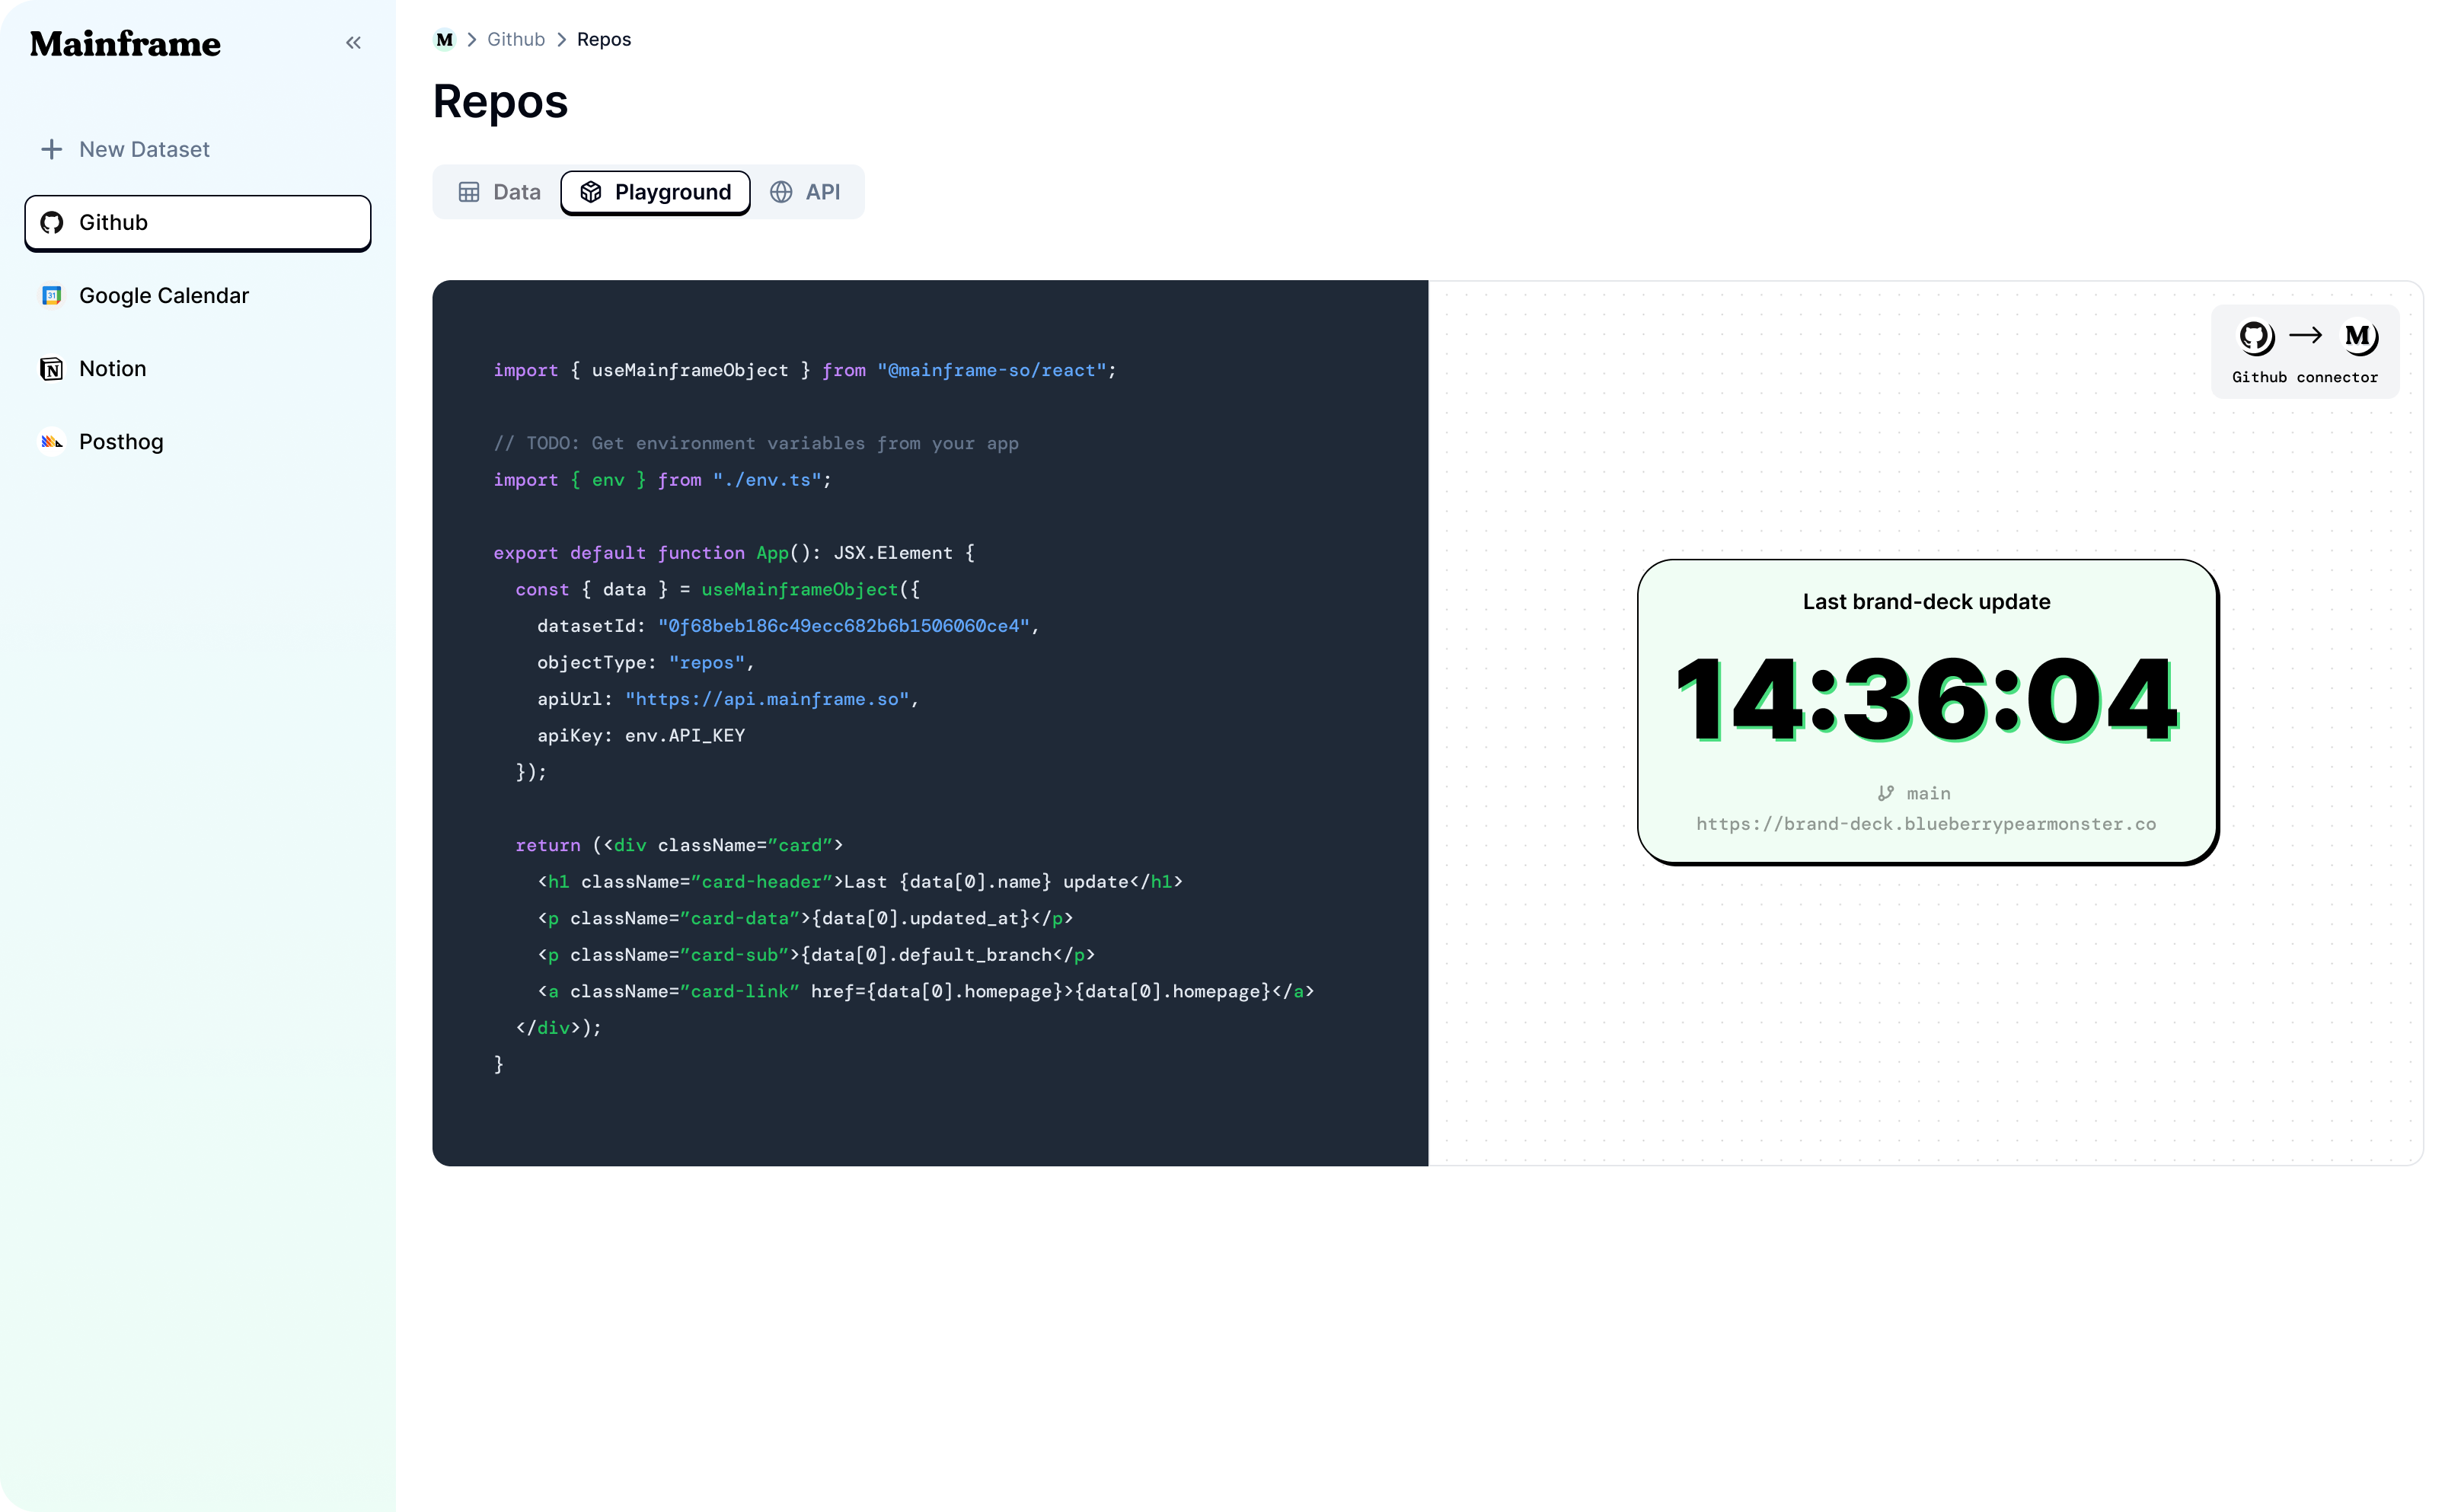 Mainframe
New Dataset
Github
Google Calendar
Notion
Posthog
M > Github > Repos
Repos
Data Playground API
import { useMainframeObject } from "@mainframe-so/react";
// TODO: Get environment variables from your app
import { env } from "./env.ts";
export default function App(): JSX.Element {
const { data } = useMainframeObject({
datasetId: "0f68beb186c49ecc682b6b1506060ce4",
objectType: "repos",
apiUrl: "https://api.mainframe.so",
apiKey: env.API_KEY
});
return (<div className=”card”>
<h1 className=”card-header”>Last {data[0].name} update</h1>
<p className=”card-data”>{data[0].updated_at}</p>
<p className=”card-sub”>{data[0].default_branch</p>
<a className=”card-link” href={data[0].homepage}>{data[0].homepage}</a>
</div>);
}
M
Github connector
Last brand-deck update
14:36:04
main
https://brand-deck.blueberrypearmonster.co